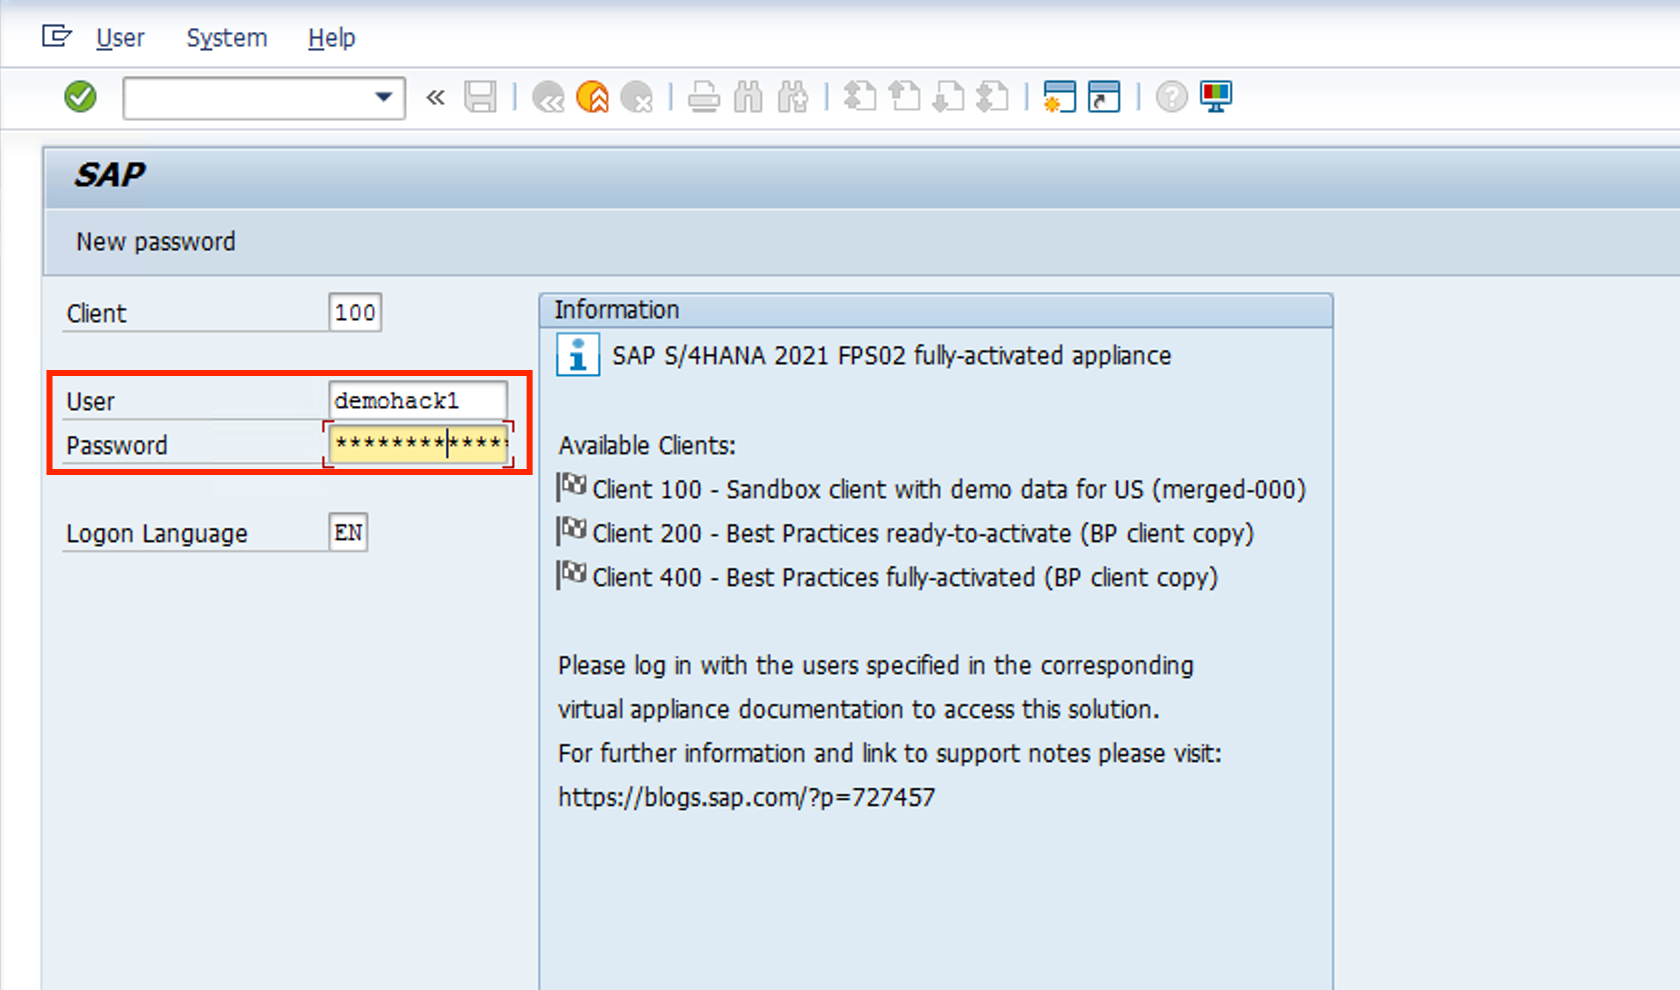 User System Help
SAP
New password
Client 100
User demohack1
Password *************
Logon Language EN
Information
SAP S/4HANA 2021 FPS02 fully-activated appliance
Available Clients:
Client 100 - Sandbox client with demo data for US (merged-000)
Client 200 - Best Practices ready-to-activate (BP client copy)
Client 400 - Best Practices fully-activated (BP client copy)
Please log in with the users specified in the corresponding
virtual appliance documentation to access this solution.
For further information and link to support notes please visit:
https://blogs.sap.com/?p=727457